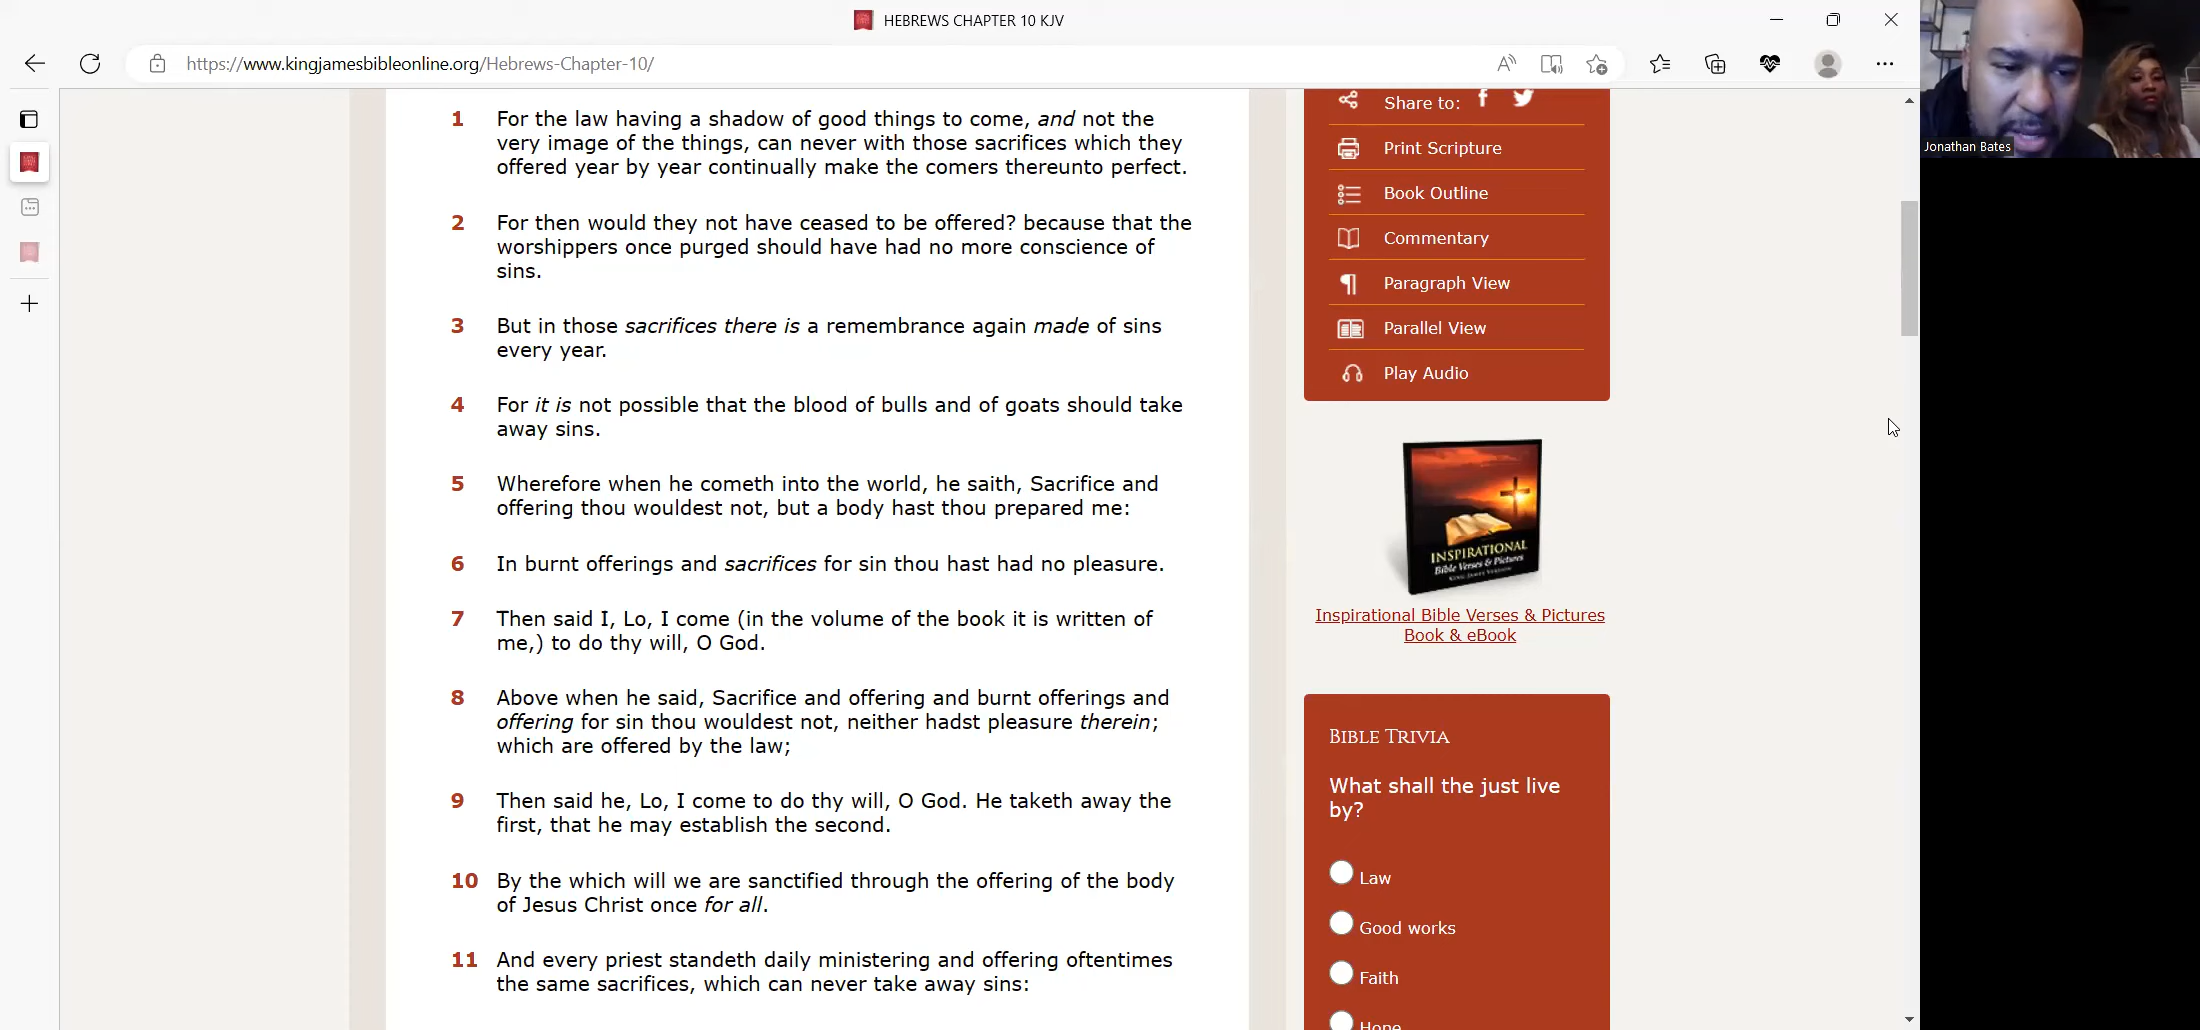 HEBREWS CHAPTER 10 KJV
https://www.kingjamesbibleonline.org/Hebrews-Chapter-10/
1 For the law having a shadow of good things to come, and not the
very image of the things, can never with those sacrifices which they
offered year by year continually make the comers thereunto perfect.
2 For then would they not have ceased to be offered? because that the
worshippers once purged should have had no more conscience of
sins.
3 But in those sacrifices there is a remembrance again made of sins
every year.
4 For it is not possible that the blood of bulls and of goats should take
away sins.
5 Wherefore when he cometh into the world, he saith, Sacrifice and
offering thou wouldest not, but a body hast thou prepared me:
6 In burnt offerings and sacrifices for sin thou hast had no pleasure.
7 Then said I, Lo, I come (in the volume of the book it is written of
me,) to do thy will, O God.
8 Above when he said, Sacrifice and offering and burnt offerings and
offering for sin thou wouldest not, neither hadst pleasure therein;
which are offered by the law;
9 Then said he, Lo, I come to do thy will, O God. He taketh away the
first, that he may establish the second.
10 By the which will we are sanctified through the offering of the body
of Jesus Christ once for all.
11 And every priest standeth daily ministering and offering oftentimes
the same sacrifices, which can never take away sins:
Share to:
Print Scripture
Book Outline
Commentary
Paragraph View
Parallel View
Play Audio
INSPIRATIONAL
Bible Verses & Pictures
KING JAMES VERSION
Inspirational Bible Verses & Pictures
Book & eBook
BIBLE TRIVIA
What shall the just live
by?
Law
Good works
Faith
Hope
Jonathan Bates